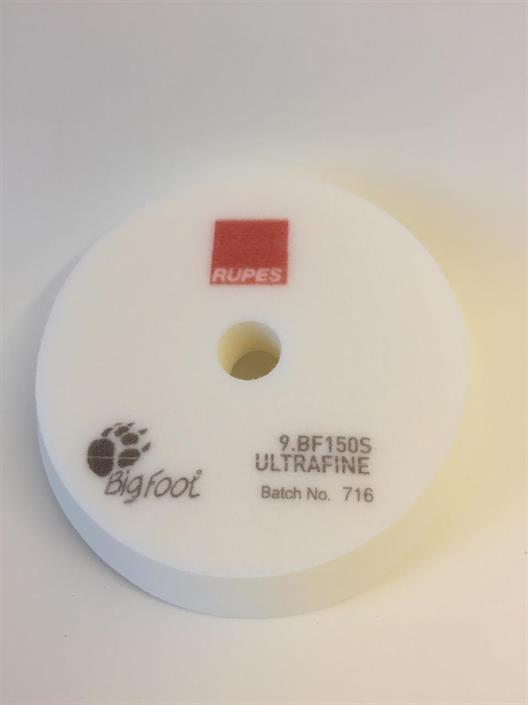 RUPES
9.BF150S
ULTRAFINE
BigFoot
Batch No. 716